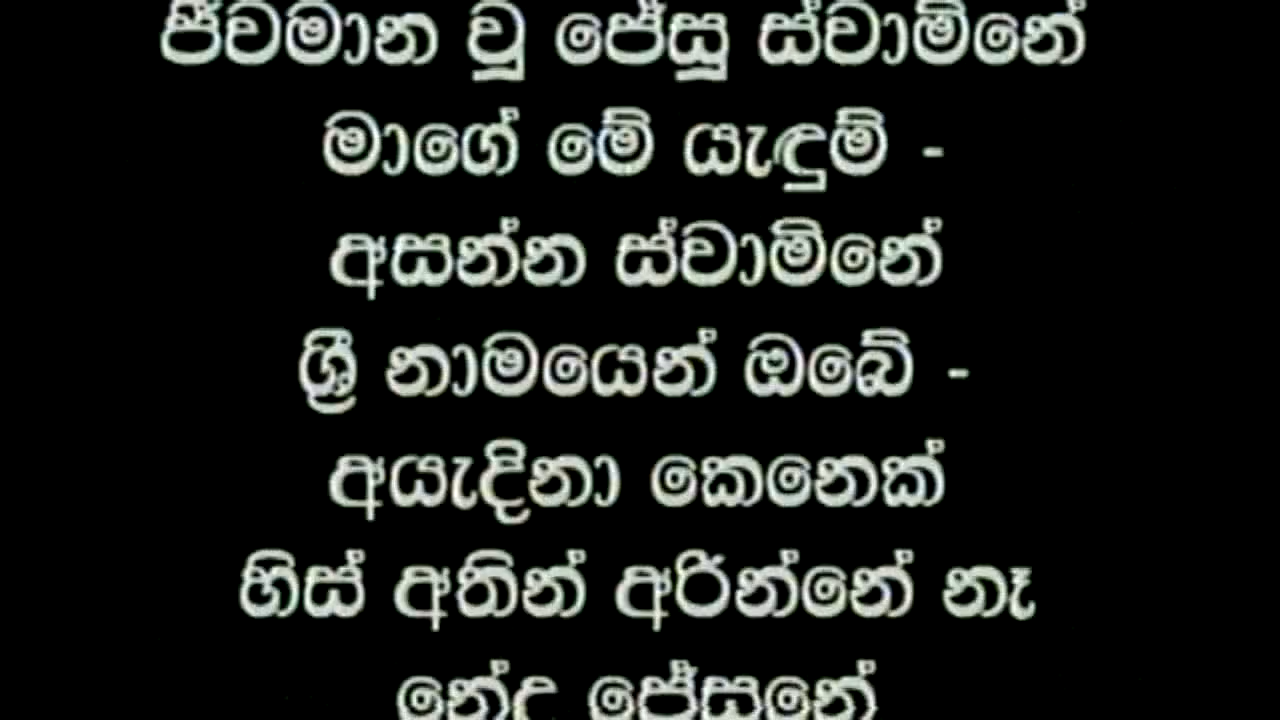 ජීවමාන වූ ජේසූ ස්වාමිනේ
මාගේ මේ යැඳුම් -
අසන්න ස්වාමිනේ
ශ්‍රී නාමයෙන් ඔබේ -
අයැදිනා කෙනෙක්
හිස් අතින් අරින්නේ නෑ
නේද ජේසුනේ